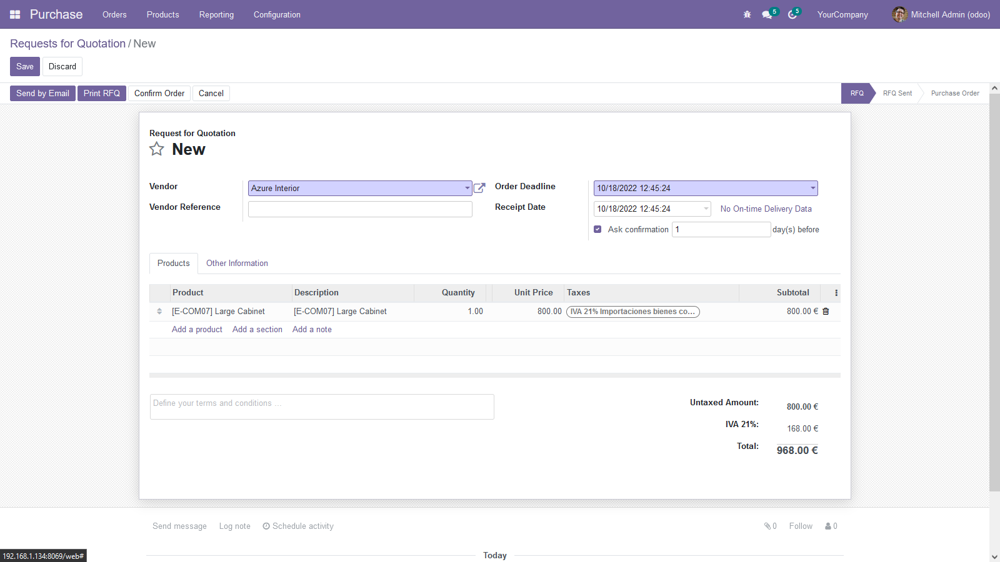 Purchase Orders Products Reporting Configuration 5 5 YourCompany Mitchell Admin (odoo)
Requests for Quotation / New
Save Discard
Send by Email Print RFQ Confirm Order Cancel RFQ RFQ Sent Purchase Order
Request for Quotation
New
Vendor Azure Interior Order Deadline 10/18/2022 12:45:24
Vendor Reference Receipt Date 10/18/2022 12:45:24 No On-time Delivery Data
Ask confirmation 1 day(s) before
Products Other Information
Product Description Quantity Unit Price Taxes Subtotal
[E-COM07] Large Cabinet [E-COM07] Large Cabinet 1.00 800.00 IVA 21% Importaciones bienes co... 800.00 €
Add a product Add a section Add a note
Define your terms and conditions ...
Untaxed Amount: 800.00 €
IVA 21%: 168.00 €
Total: 968.00 €
Send message Log note Schedule activity 0 Follow 0
192.168.1.134:8069/web# Today